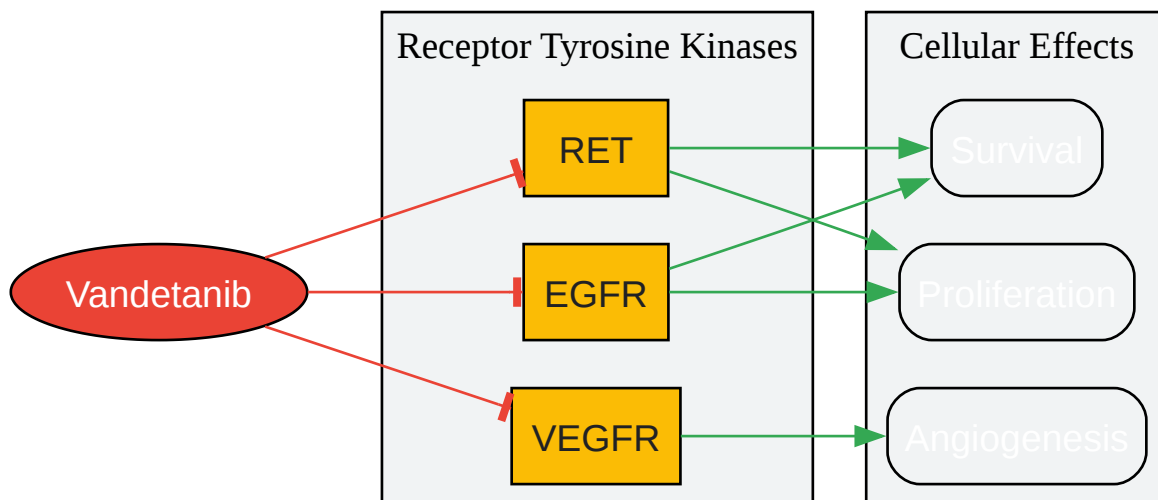 Receptor Tyrosine Kinases
Cellular Effects
RET
Survival
Vandetanib
EGFR
Proliferation
VEGFR
Angiogenesis